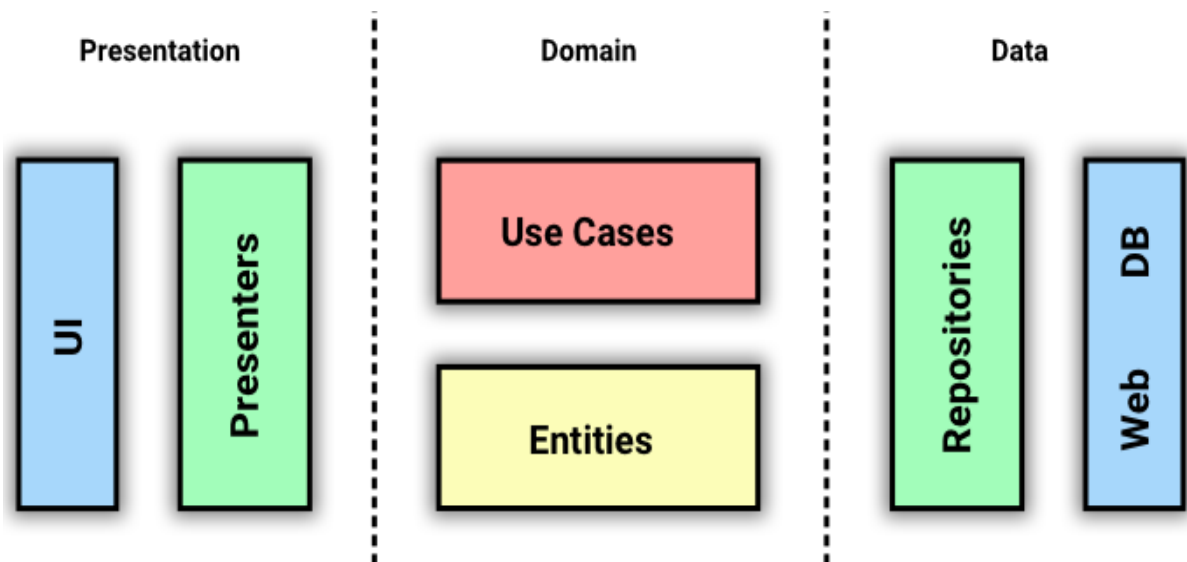 Presentation
Domain
Data
UI
Presenters
Use Cases
Entities
Repositories
Web DB